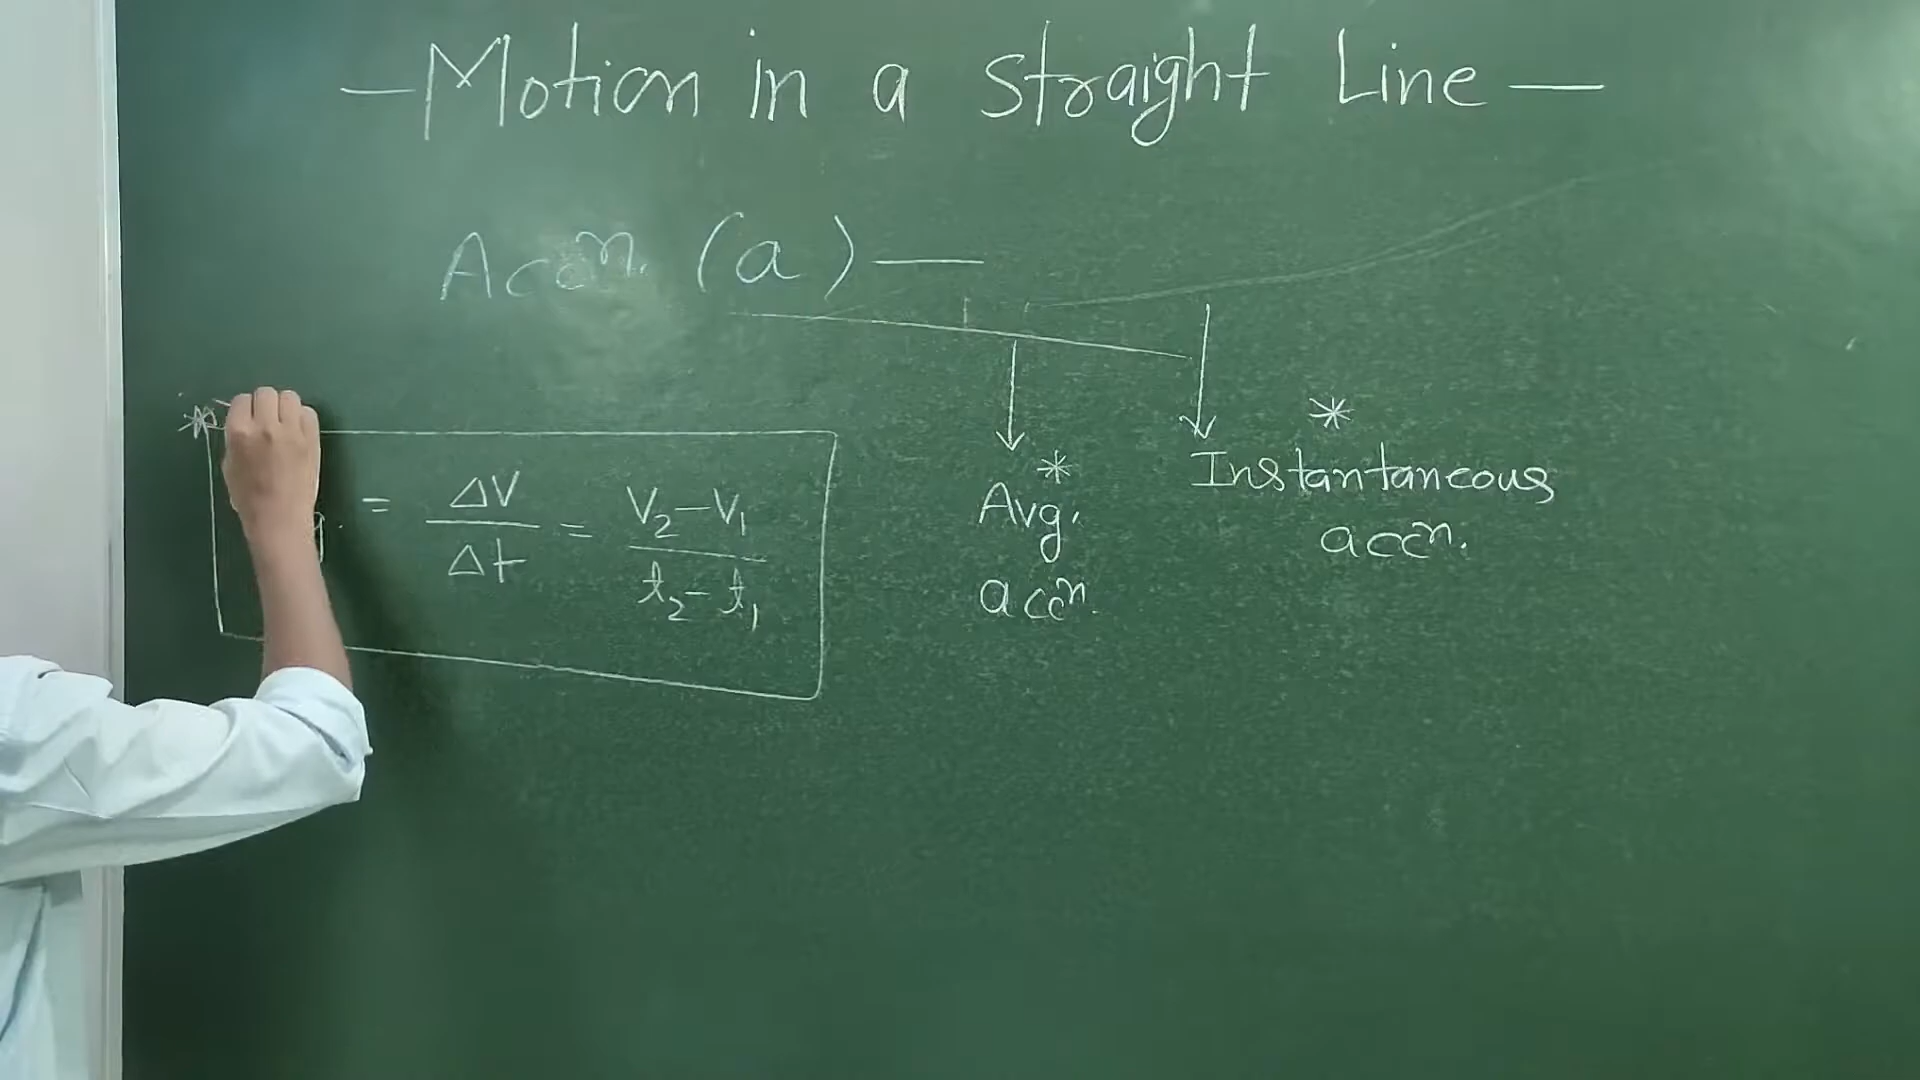 — Motion in a Straight Line —
Accn. (a) —
* Avg. accn.
* Instantaneous accn.
* g. = ΔV/Δt = V₂-V₁/t₂-t₁